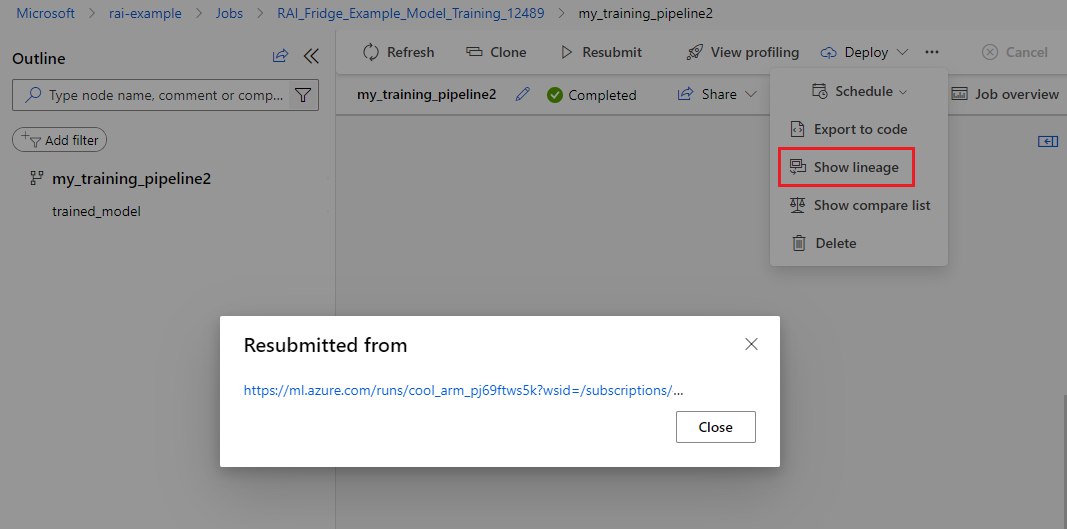 Microsoft > rai-example > Jobs > RAI_Fridge_Example_Model_Training_12489 > my_training_pipeline2
Outline
Type node name, comment or comp...
Add filter
my_training_pipeline2
trained_model
Refresh Clone Resubmit View profiling Deploy ... Cancel
my_training_pipeline2 Completed Share Job overview
Schedule
Export to code
Show lineage
Show compare list
Delete
Resubmitted from
https://ml.azure.com/runs/cool_arm_pj69ftws5k?wsid=/subscriptions/...
Close